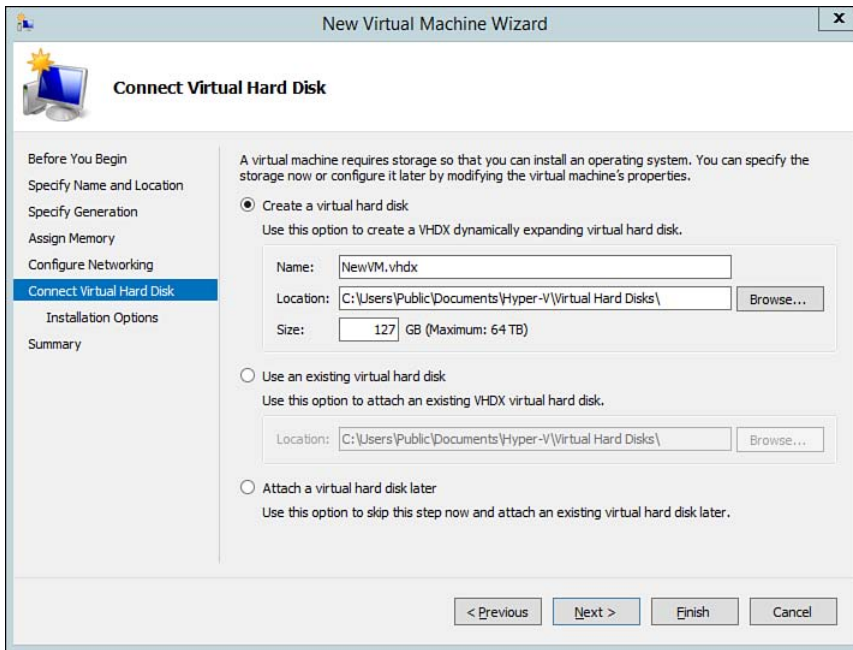 New Virtual Machine Wizard
x
Connect Virtual Hard Disk
Before You Begin
Specify Name and Location
Specify Generation
Assign Memory
Configure Networking
Connect Virtual Hard Disk
Installation Options
Summary
A virtual machine requires storage so that you can install an operating system. You can specify the
storage now or configure it later by modifying the virtual machine's properties.
Create a virtual hard disk
Use this option to create a VHDX dynamically expanding virtual hard disk.
Name: NewVM.vhdx
Location: C:\Users\Public\Documents\Hyper-V\Virtual Hard Disks\ Browse...
Size: 127 GB (Maximum: 64 TB)
Use an existing virtual hard disk
Use this option to attach an existing VHDX virtual hard disk.
Location: C:\Users\Public\Documents\Hyper-V\Virtual Hard Disks\ Browse...
Attach a virtual hard disk later
Use this option to skip this step now and attach an existing virtual hard disk later.
< Previous Next > Finish Cancel